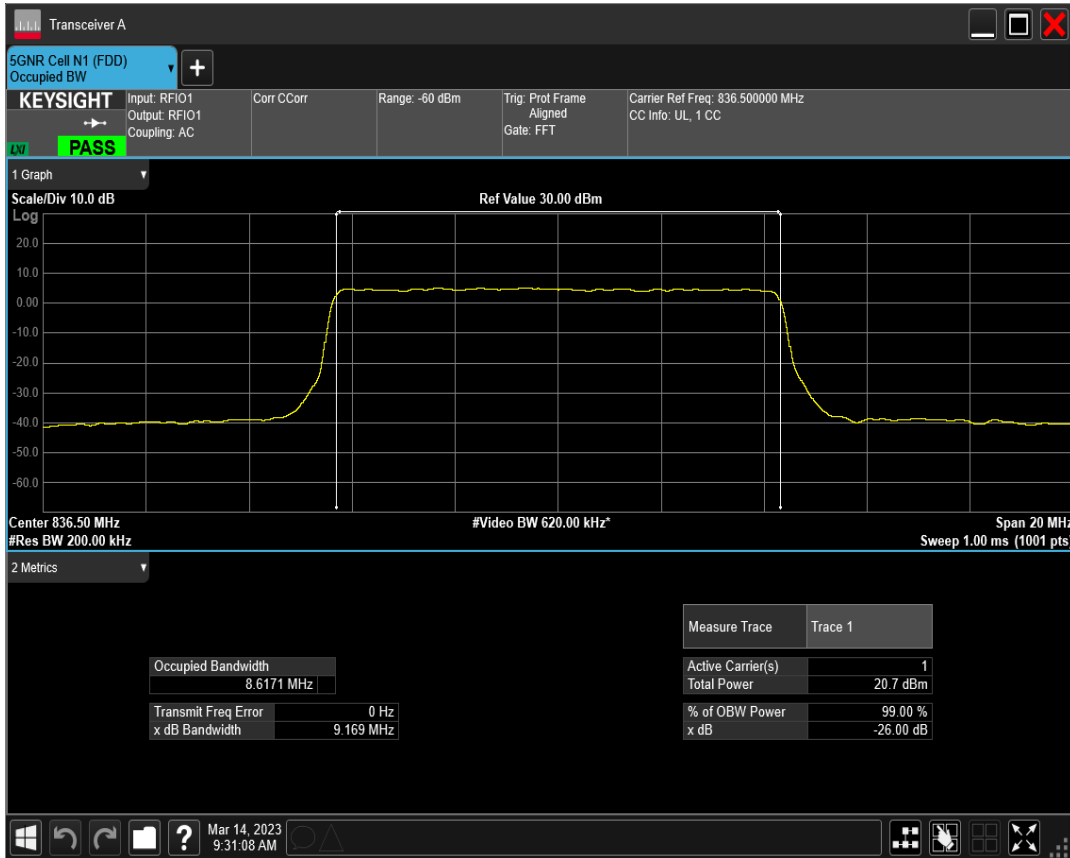 Transceiver A
5GNR Cell N1 (FDD)
Occupied BW
+
KEYSIGHT
LXI
PASS
Input: RFIO1
Output: RFIO1
Coupling: AC
Corr CCorr
Range: -60 dBm
Trig: Prot Frame
Aligned
Gate: FFT
Carrier Ref Freq: 836.500000 MHz
CC Info: UL, 1 CC
1 Graph
Scale/Div 10.0 dB
Ref Value 30.00 dBm
Log
20.0
10.0
0.00
-10.0
-20.0
-30.0
-40.0
-50.0
-60.0
Center 836.50 MHz
#Video BW 620.00 kHz*
Span 20 MHz
#Res BW 200.00 kHz
Sweep 1.00 ms (1001 pts)
2 Metrics
Measure Trace Trace 1
Occupied Bandwidth
8.6171 MHz
Active Carrier(s) 1
Total Power 20.7 dBm
Transmit Freq Error 0 Hz
x dB Bandwidth 9.169 MHz
% of OBW Power 99.00 %
x dB -26.00 dB
?
Mar 14, 2023
9:31:08 AM